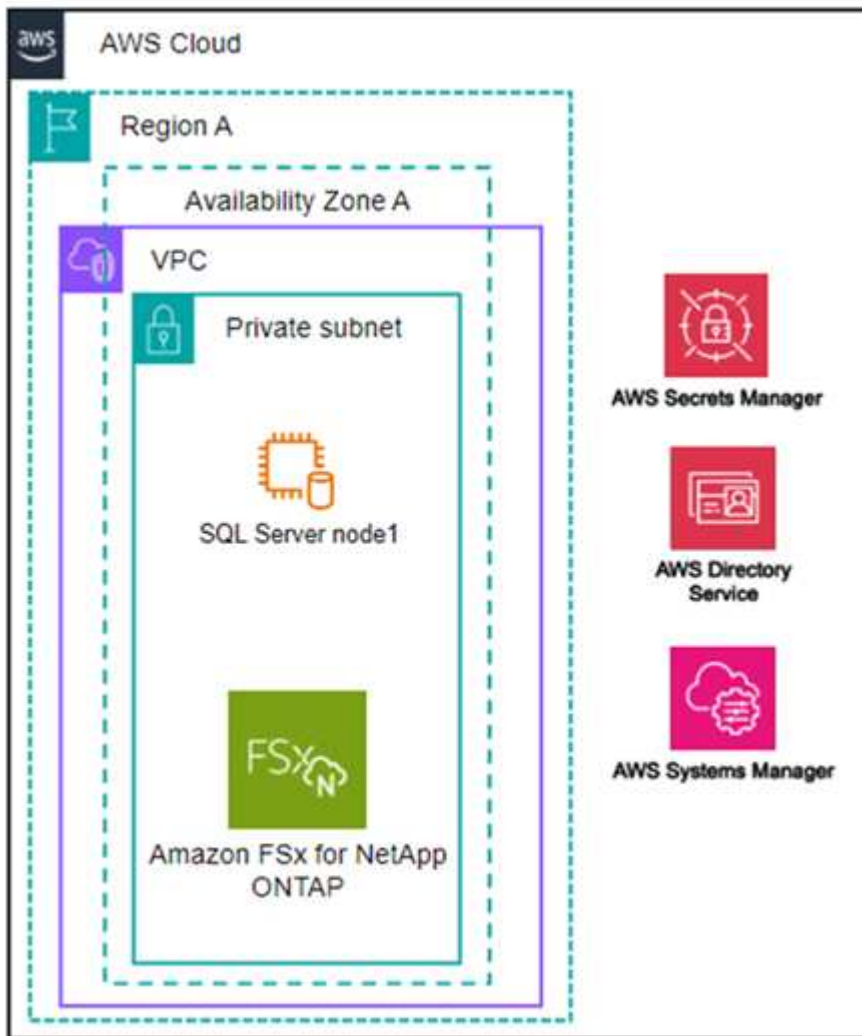 aws
AWS Cloud
Region A
Availability Zone A
VPC
Private subnet
SQL Server node1
FSx
N
Amazon FSx for NetApp
ONTAP
AWS Secrets Manager
AWS Directory
Service
AWS Systems Manager